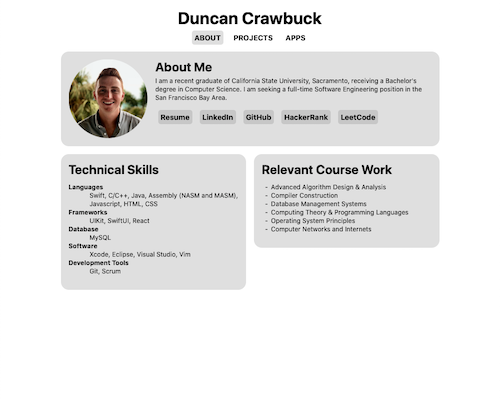 Duncan Crawbuck
ABOUT PROJECTS APPS
About Me
I am a recent graduate of California State University, Sacramento, receiving a Bachelor's
degree in Computer Science. I am seeking a full-time Software Engineering position in the
San Francisco Bay Area.
Resume LinkedIn GitHub HackerRank LeetCode
Technical Skills
Languages
Swift, C/C++, Java, Assembly (NASM and MASM),
Javascript, HTML, CSS
Frameworks
UIKit, SwiftUI, React
Database
MySQL
Software
Xcode, Eclipse, Visual Studio, Vim
Development Tools
Git, Scrum
Relevant Course Work
- Advanced Algorithm Design & Analysis
- Compiler Construction
- Database Management Systems
- Computing Theory & Programming Languages
- Operating System Principles
- Computer Networks and Internets